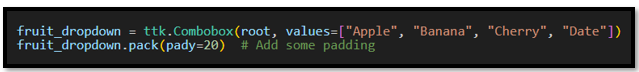 fruit_dropdown = ttk.Combobox(root, values=["Apple", "Banana", "Cherry", "Date"])
fruit_dropdown.pack(pady=20)  # Add some padding